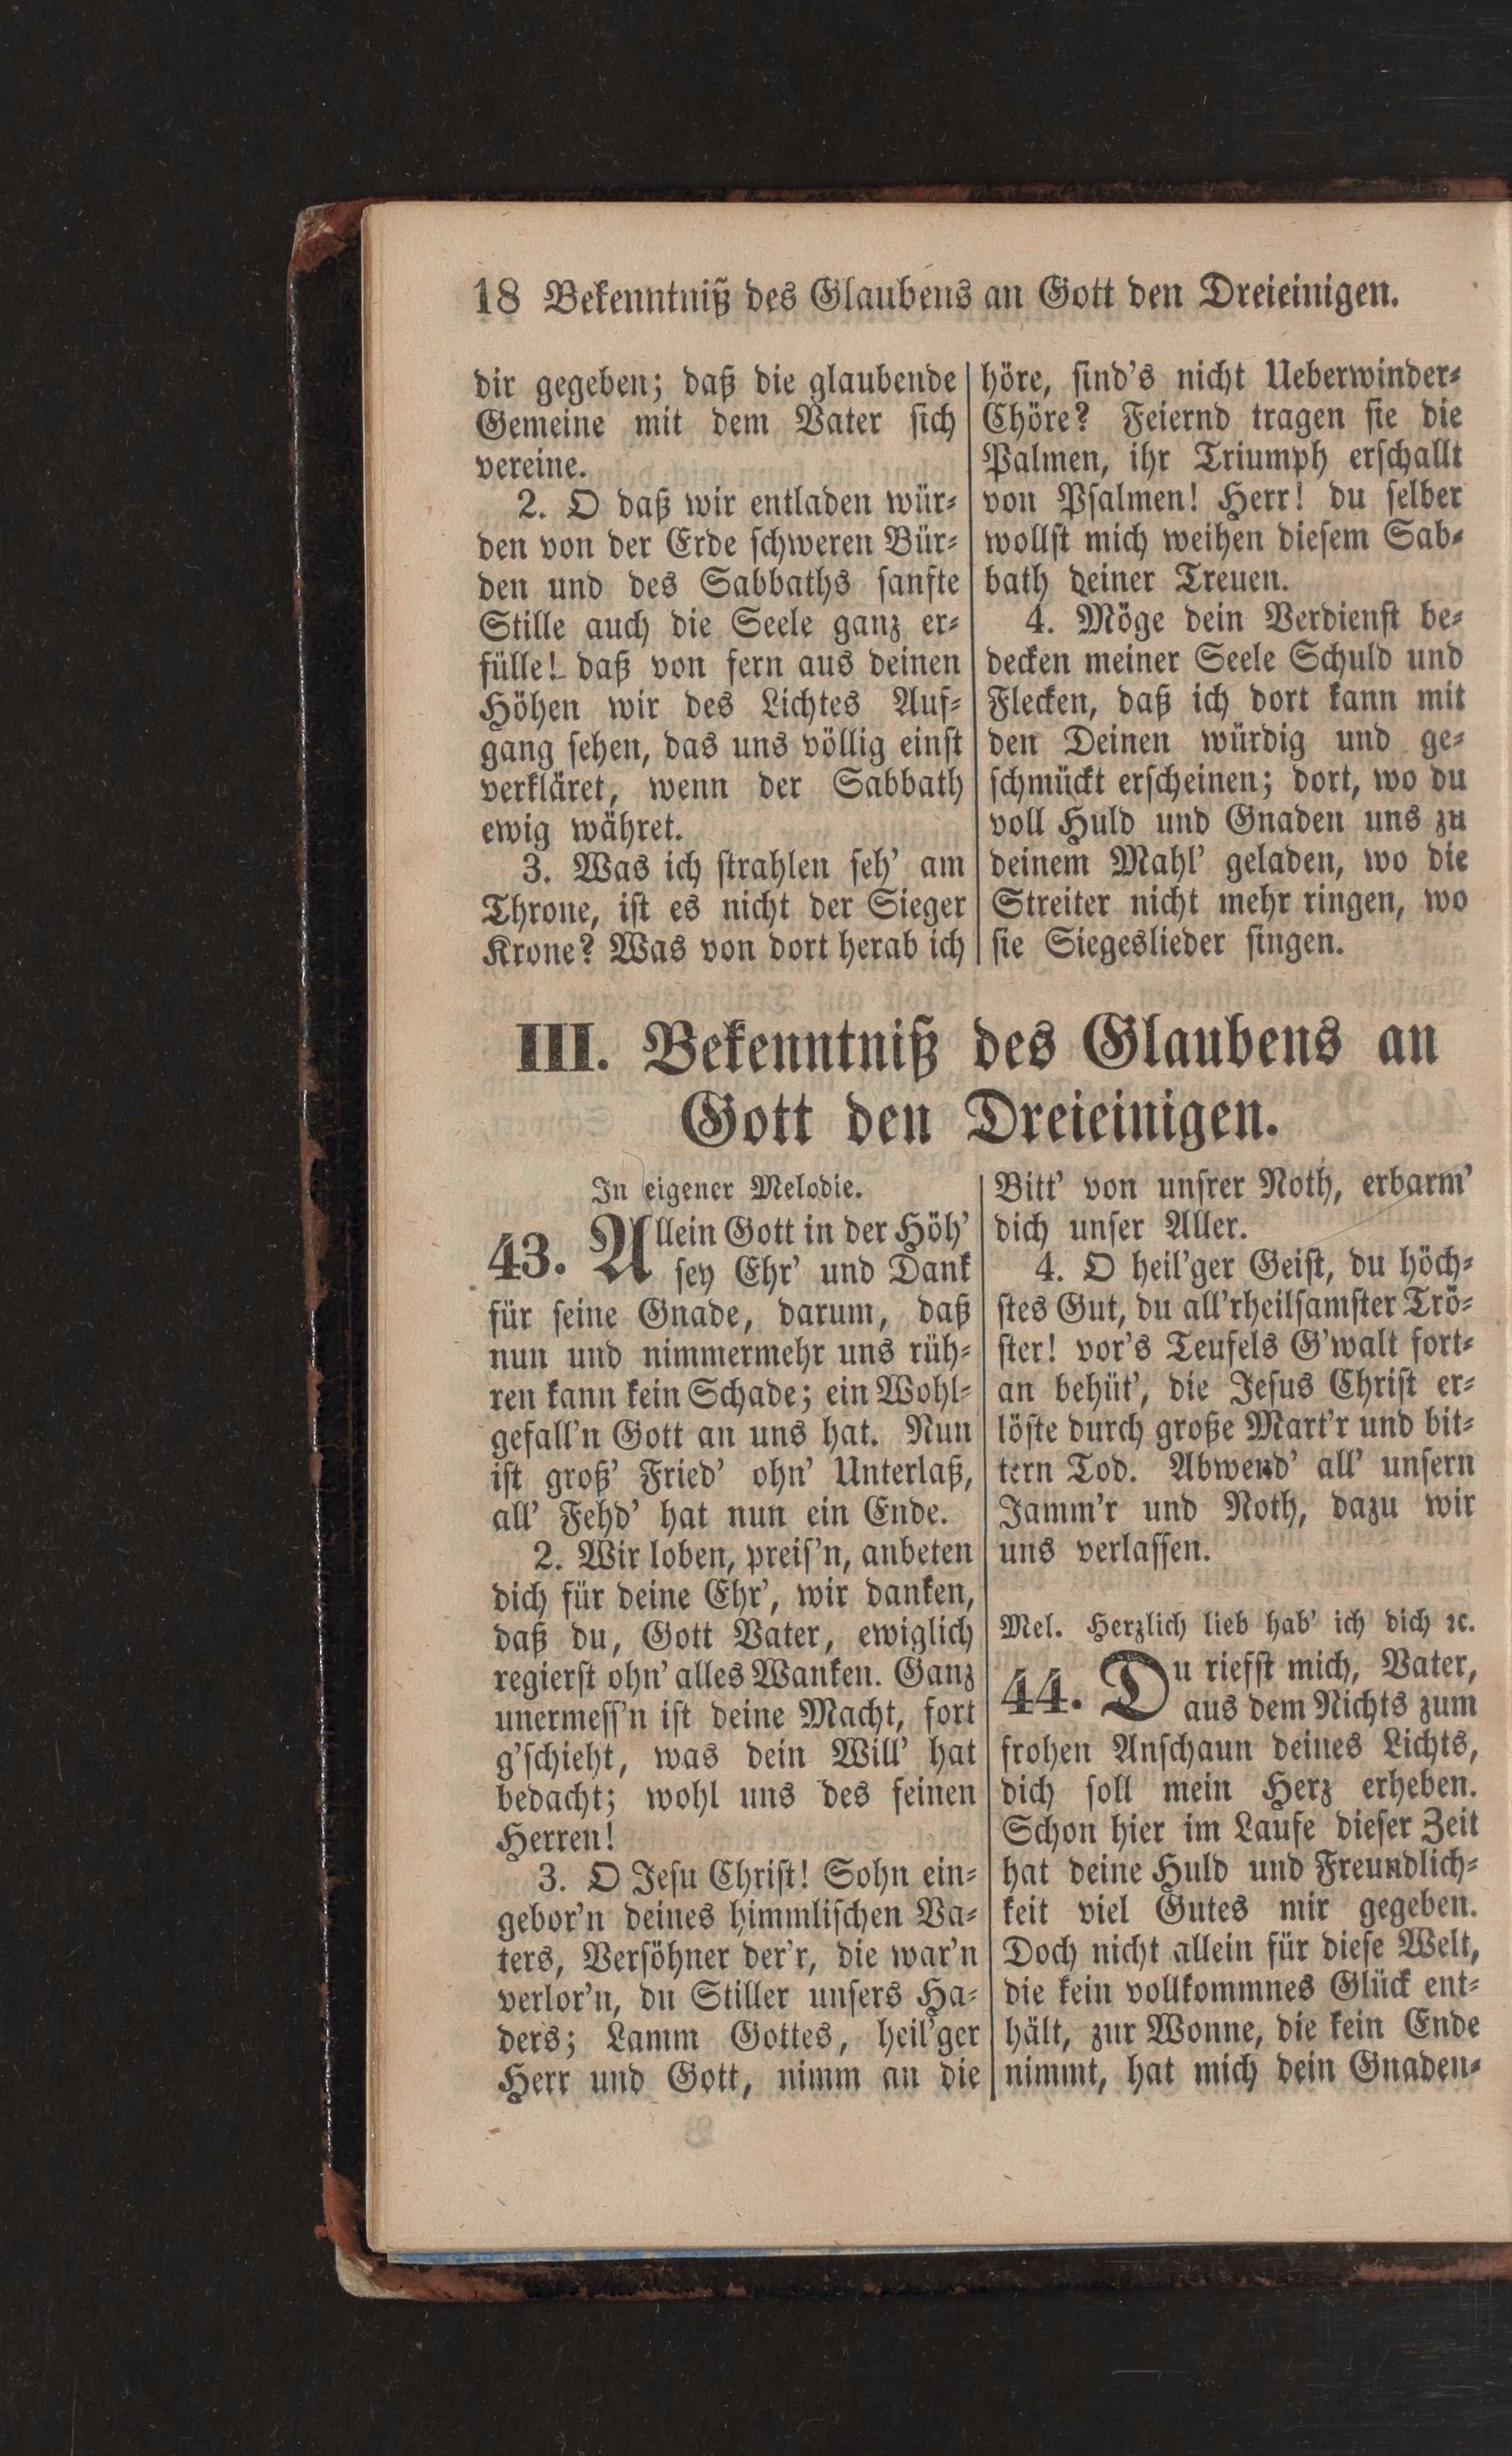 18 Bekenntniß des Glaubens an Gott den Dreieinigen.
dir gegeben; daß die glaubende
Gemeine mit dem Vater sich
vereine.
2. O daß wir entladen wür-
den von der Erde schweren Bür-
den und des Sabbaths sanfte
Stille auch die Seele ganz er-
fülle! daß von fern aus deinen
Höhen wir des Lichtes Auf-
gang sehen, das uns völlig einst
verkläret, wenn der Sabbath
ewig währet.
3. Was ich strahlen seh' am
Throne, ist es nicht der Sieger
Krone? Was von dort herab ich
höre, sind's nicht Ueberwinder-
Chöre? Feiernd tragen sie die
Palmen, ihr Triumph erschallt
von Psalmen! Herr! du selber
wollst mich weihen diesem Sab-
bath deiner Treuen.
4. Möge dein Verdienst be-
decken meiner Seele Schuld und
Flecken, daß ich dort kann mit
den Deinen würdig und ge-
schmückt erscheinen; dort, wo du
voll Huld und Gnaden uns zu
deinem Mahl' geladen, wo die
Streiter nicht mehr ringen, wo
sie Siegeslieder singen.
III. Bekenntniß des Glaubens an
Gott den Dreieinigen.
In eigener Melodie.
43. Allein Gott in der Höh'
sey Ehr' und Dank
für seine Gnade, darum, daß
nun und nimmermehr uns rüh-
ren kann kein Schade; ein Wohl-
gefall'n Gott an uns hat. Nun
ist groß' Fried' ohn' Unterlaß,
all' Fehd' hat nun ein Ende.
2. Wir loben, preis'n, anbeten
dich für deine Ehr', wir danken,
daß du, Gott Vater, ewiglich
regierst ohn' alles Wanken. Ganz
unermess'n ist deine Macht, fort
g'schieht, was dein Will' hat
bedacht; wohl uns des feinen
Herren!
3. O Jesu Christ! Sohn ein-
gebor'n deines himmlischen Va-
ters, Versöhner der'r, die war'n
verlor'n, du Stiller unsers Ha-
ders; Lamm Gottes, heil'ger
Herr und Gott, nimm an die
Bitt' von unsrer Noth, erbarm'
dich unser Aller.
4. O heil'ger Geist, du höch-
stes Gut, du all'rheilsamster Trö-
ster! vor's Teufels G'walt fort-
an behüt', die Jesus Christ er-
löste durch große Mart'r und bit-
tern Tod. Abwend' all' unsern
Jamm'r und Noth, dazu wir
uns verlassen.
Mel. Herzlich lieb hab' ich dich ꝛc.
44. Du riefst mich, Vater,
aus dem Nichts zum
frohen Anschaun deines Lichts,
dich soll mein Herz erheben.
Schon hier im Laufe dieser Zeit
hat deine Huld und Freundlich-
keit viel Gutes mir gegeben.
Doch nicht allein für diese Welt,
die kein vollkommnes Glück ent-
hält, zur Wonne, die kein Ende
nimmt, hat mich dein Gnaden-